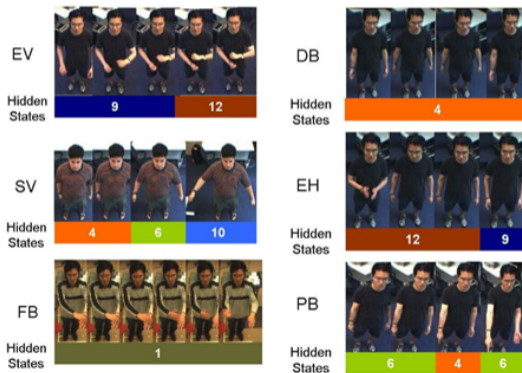 EV
Hidden States
9 12
DB
Hidden States
4
SV
Hidden States
4 6 10
EH
Hidden States
12 9
FB
Hidden States
1
PB
Hidden States
6 4 6